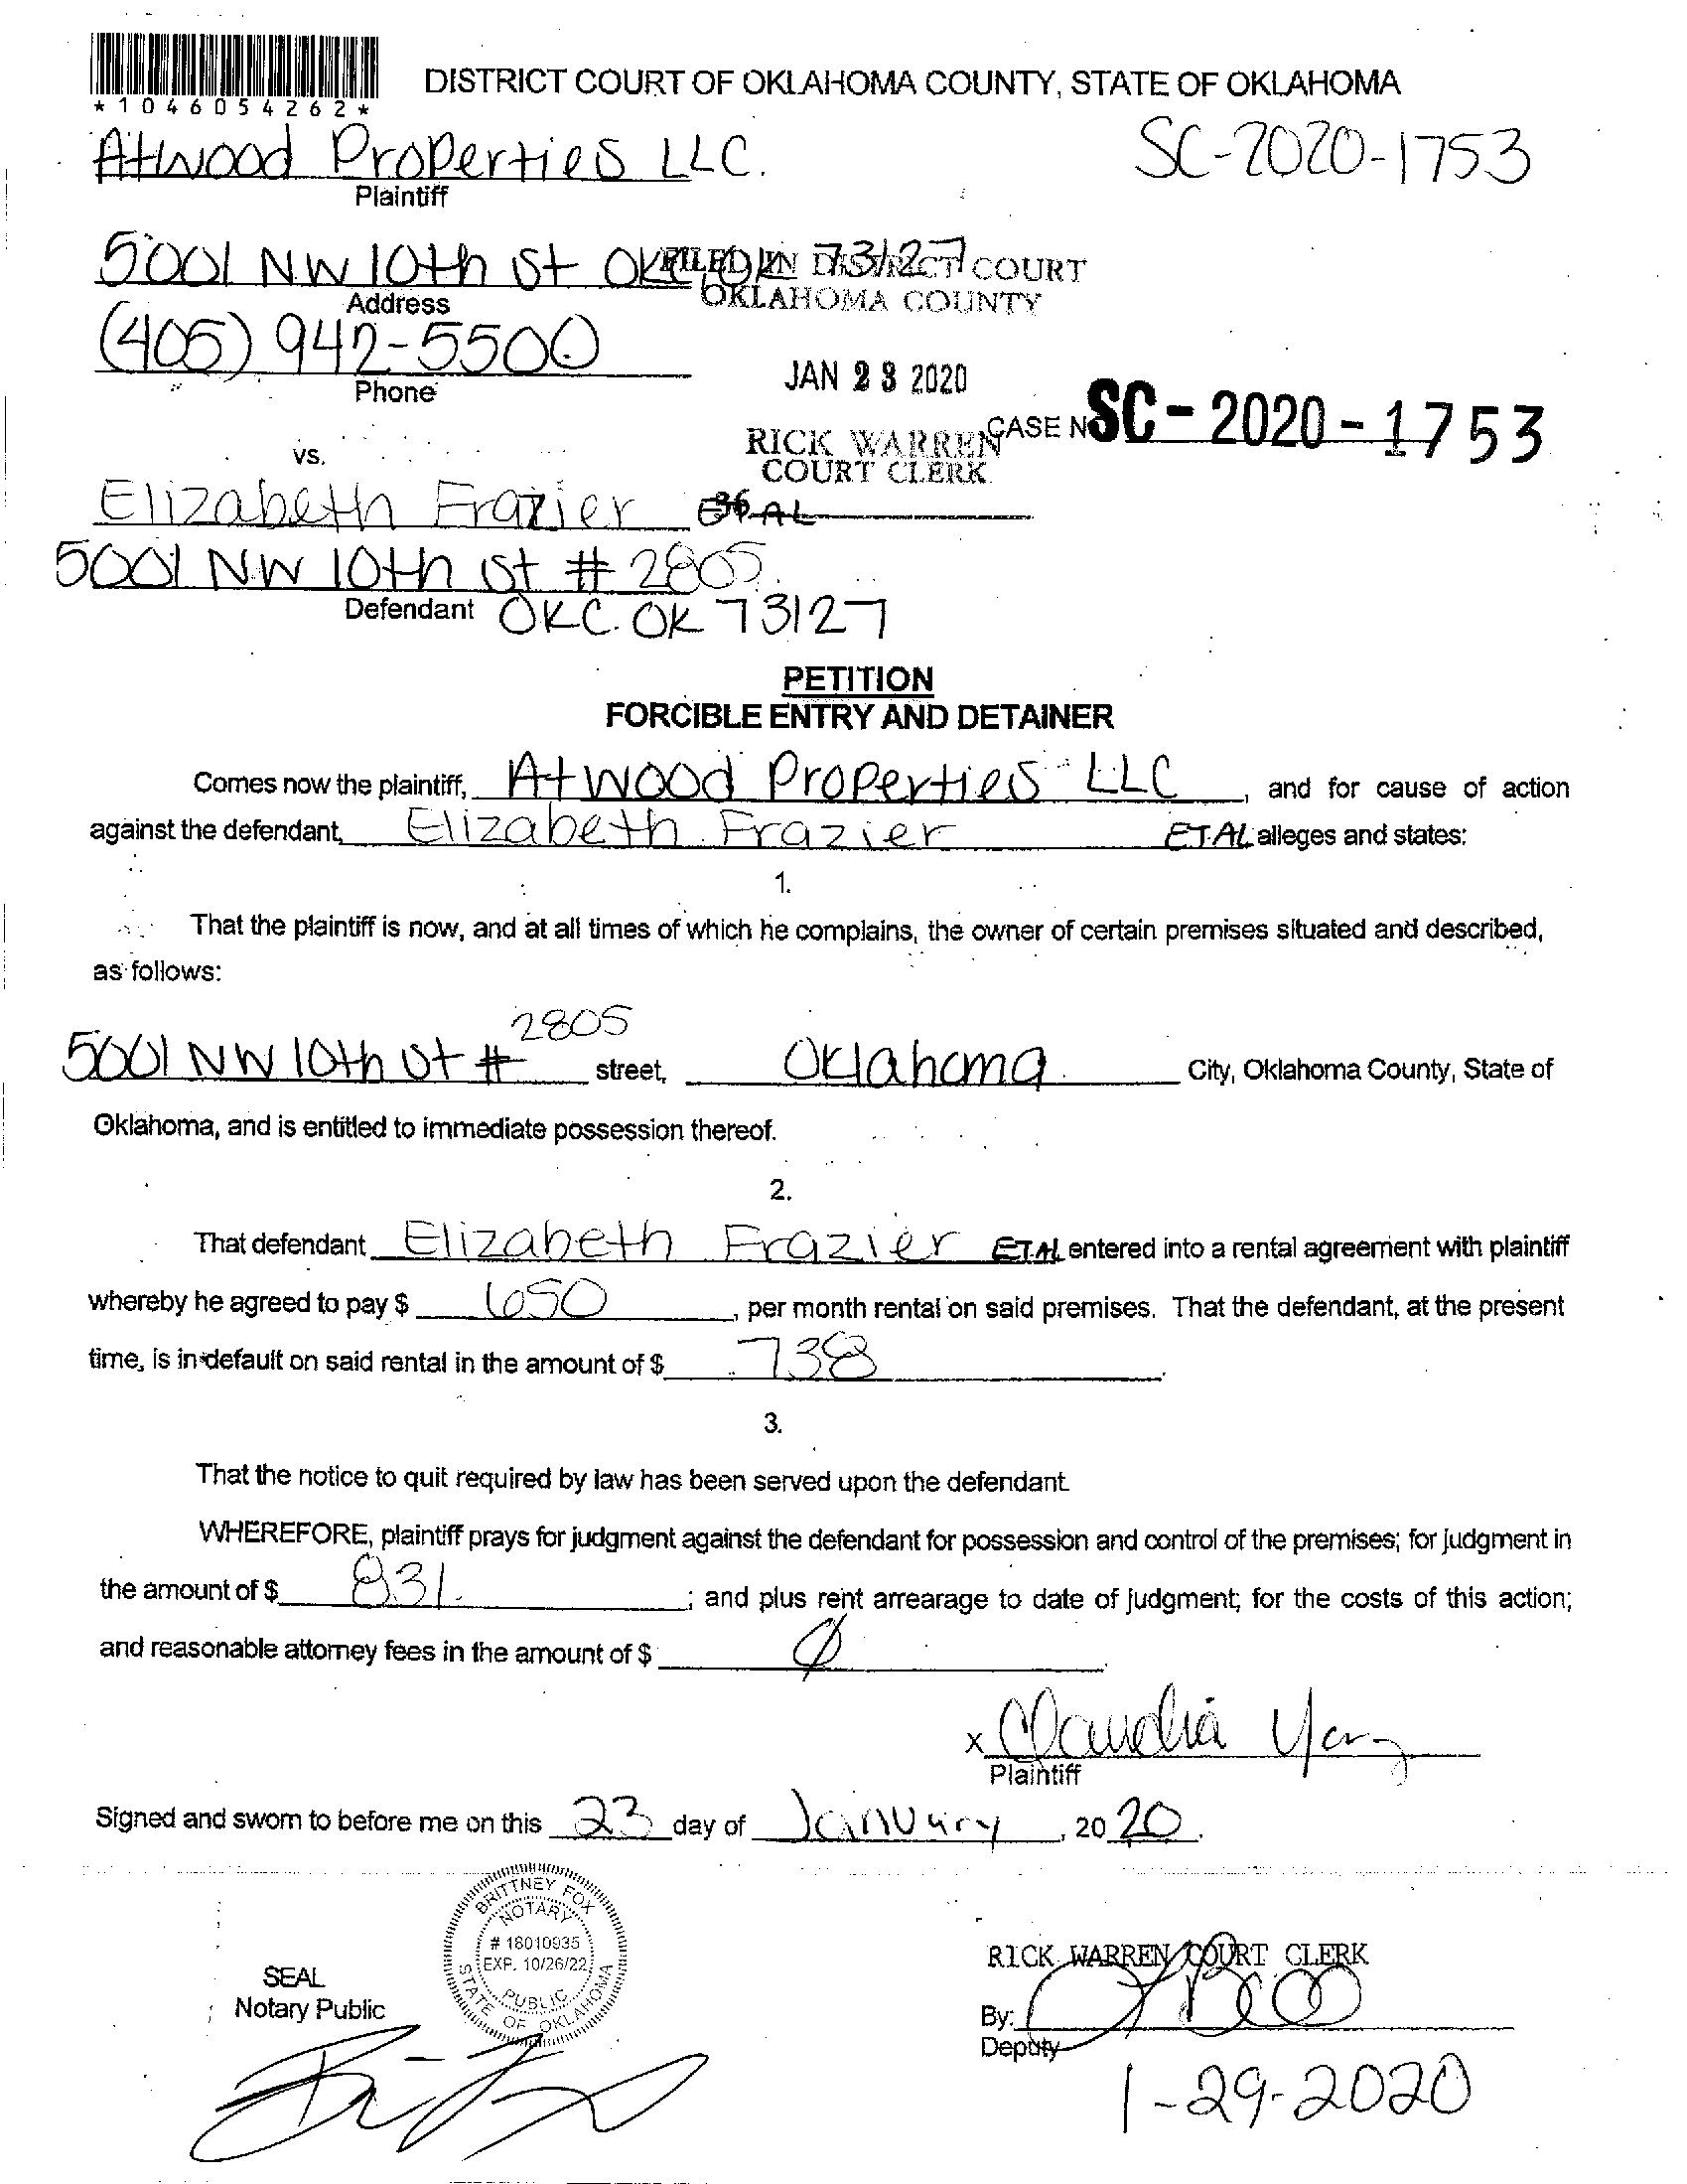 DISTRICT COURT OF OKLAHOMA COUNTY, STATE OF OKLAHOMA
*1046054262*
Atwood Properties LLC.
SC-2020-1753
Plaintiff
5001 NW 10th St OKC, OK 73127
FILED IN DISTRICT COURT
OKLAHOMA COUNTY
Address
(405) 942-5500
Phone
JAN 23 2020
RICK WARREN
COURT CLERK
CASE N SC-2020-1753
vs.
Elizabeth Frazier
36
ET AL
5001 NW 10th St # 2805
Defendant OKC. OK 73127
PETITION
FORCIBLE ENTRY AND DETAINER
Comes now the plaintiff, Atwood Properties LLC, and for cause of action
against the defendant, Elizabeth Frazier ET.AL alleges and states:
1.
That the plaintiff is now, and at all times of which he complains, the owner of certain premises situated and described,
as follows:
5001 NW 10th St # 2805 street, Oklahoma City, Oklahoma County, State of
Oklahoma, and is entitled to immediate possession thereof.
2.
That defendant Elizabeth Frazier ET.AL entered into a rental agreement with plaintiff
whereby he agreed to pay $ 650, per month rental on said premises. That the defendant, at the present
time, is in default on said rental in the amount of $ 738.
3.
That the notice to quit required by law has been served upon the defendant.
WHEREFORE, plaintiff prays for judgment against the defendant for possession and control of the premises; for judgment in
the amount of $ 831.; and plus rent arrearage to date of judgment; for the costs of this action;
and reasonable attorney fees in the amount of $ Ø.
x Claudia
Plaintiff
Signed and sworn to before me on this 23 day of January, 2020.
BRITTNEY FOX
NOTARY
# 18010935
EXP. 10/26/22
PUBLIC
STATE OF OKLAHOMA
SEAL
Notary Public
RICK WARREN COURT CLERK
By:
Deputy
1-29-2020